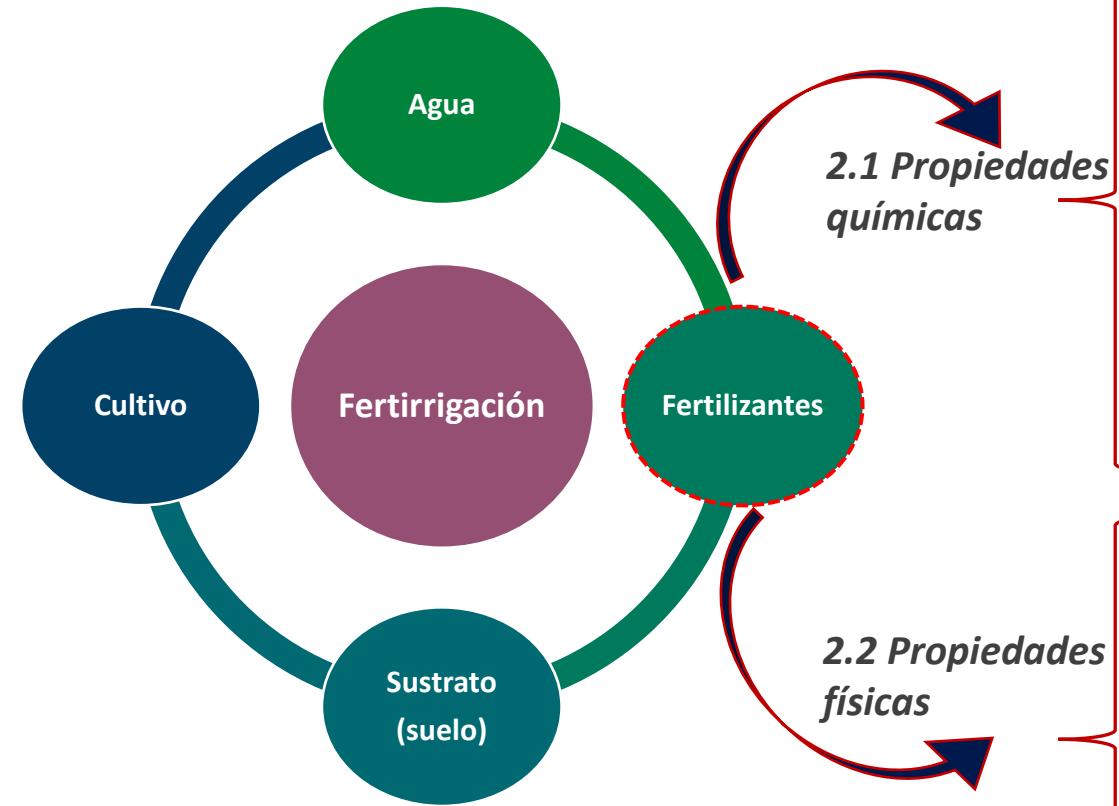 Agua
2.1 Propiedades
químicas
Cultivo
Fertirrigación
Fertilizantes
2.2 Propiedades
físicas
Sustrato
(suelo)